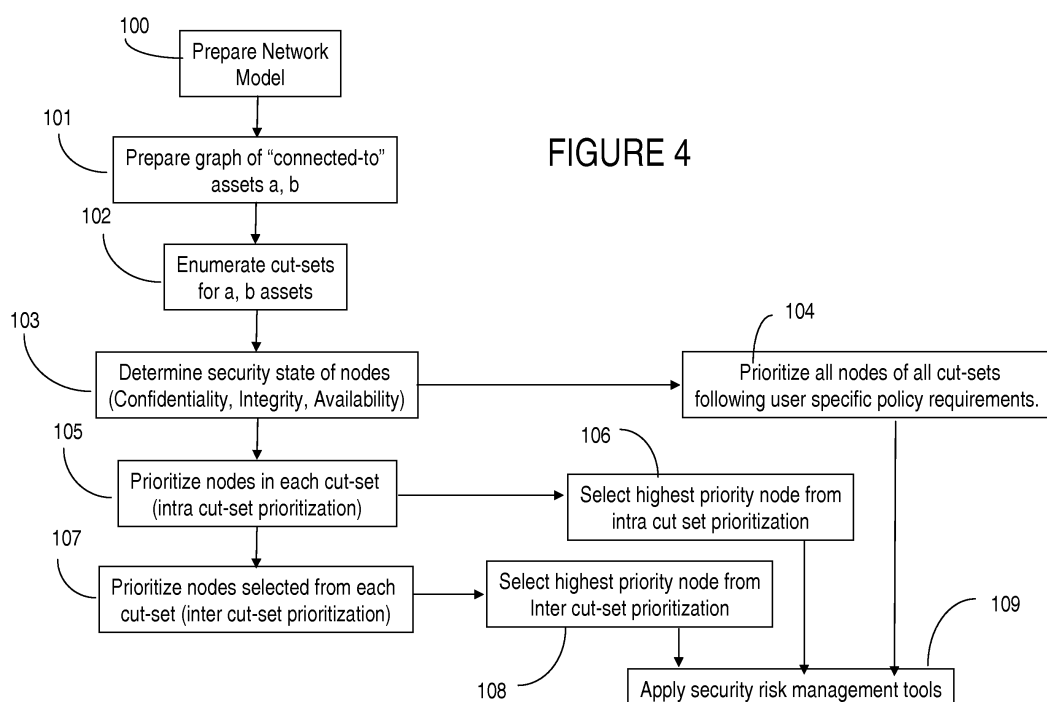 100
Prepare Network
Model
101
Prepare graph of “connected-to”
assets a, b
FIGURE 4
102
Enumerate cut-sets
for a, b assets
103
Determine security state of nodes
(Confidentiality, Integrity, Availability)
104
Prioritize all nodes of all cut-sets
following user specific policy requirements.
105
Prioritize nodes in each cut-set
(intra cut-set prioritization)
106
Select highest priority node from
intra cut set prioritization
107
Prioritize nodes selected from each
cut-set (inter cut-set prioritization)
Select highest priority node from
Inter cut-set prioritization
108
109
Apply security risk management tools